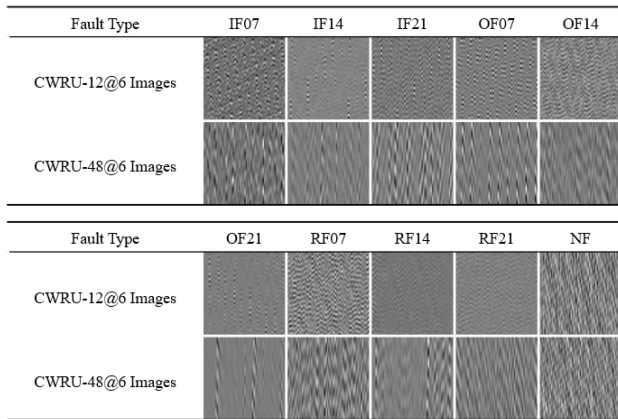 Fault Type IF07 IF14 IF21 OF07 OF14
CWRU-12@6 Images
CWRU-48@6 Images
Fault Type OF21 RF07 RF14 RF21 NF
CWRU-12@6 Images
CWRU-48@6 Images